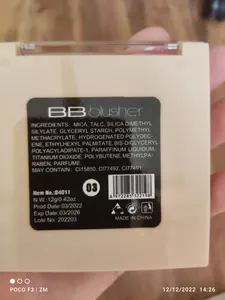 BB blusher
INGREDIENTS: MICA, TALC, SILICA DIMETHYL
SILYLATE, GLYCERYL STARCH, POLYMETHYL
METHACRYLATE, HYDROGENATED POLYDEC-
ENE, ETHYLHEXYL PALMITATE, BIS-DIGLYCERYL
POLYACYLADIPATE-1, PARAFFINUM LIQUIDUM,
TITANIUM DIOXIDE, POLYBUTENE, METHYLPA-
RABEN, PARFUME.
MAY CONTAIN: CI15850, CI77492, CI77491
Item No.:B4011
N.W: 12g/0.42oz
Prod Date: 03/2022
Exp Date: 03/2026
Lote No: 202203
03
MADE IN CHINA
POCO F3 | ZM
12/12/2022 14:26